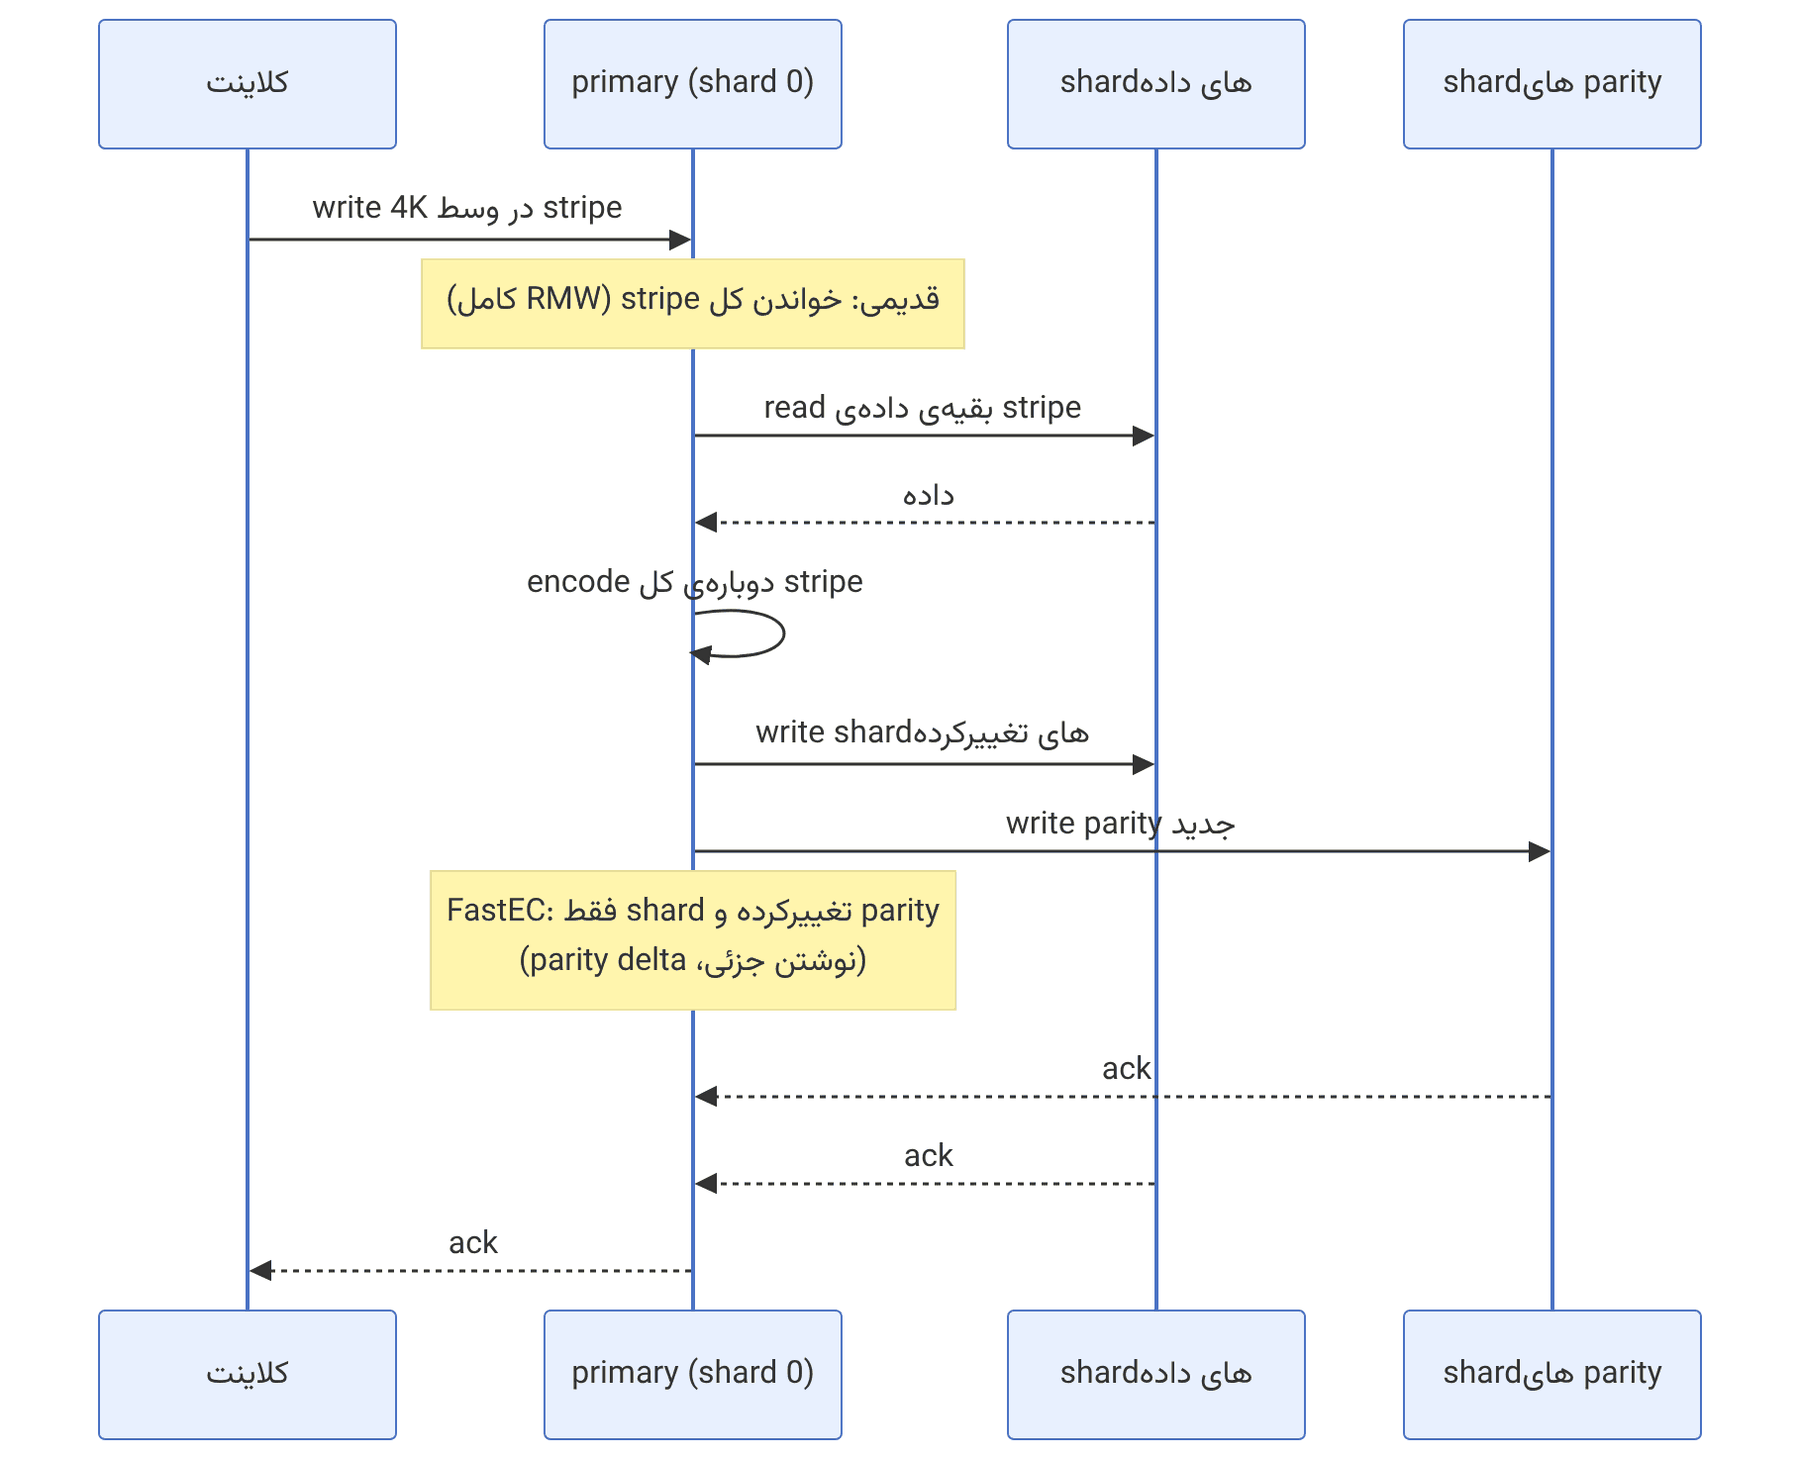 کلاینت
primary (shard 0)
shardهای داده
shardهای parity
write 4K در وسط stripe
قدیمی: خواندن کل stripe (RMW کامل)
read بقیه‌ی داده‌ی stripe
داده
encode دوباره‌ی کل stripe
write shardهای تغییرکرده
write parity جدید
FastEC: فقط shard تغییرکرده و parity
(نوشتن جزئی، parity delta)
ack
ack
ack
کلاینت
primary (shard 0)
shardهای داده
shardهای parity